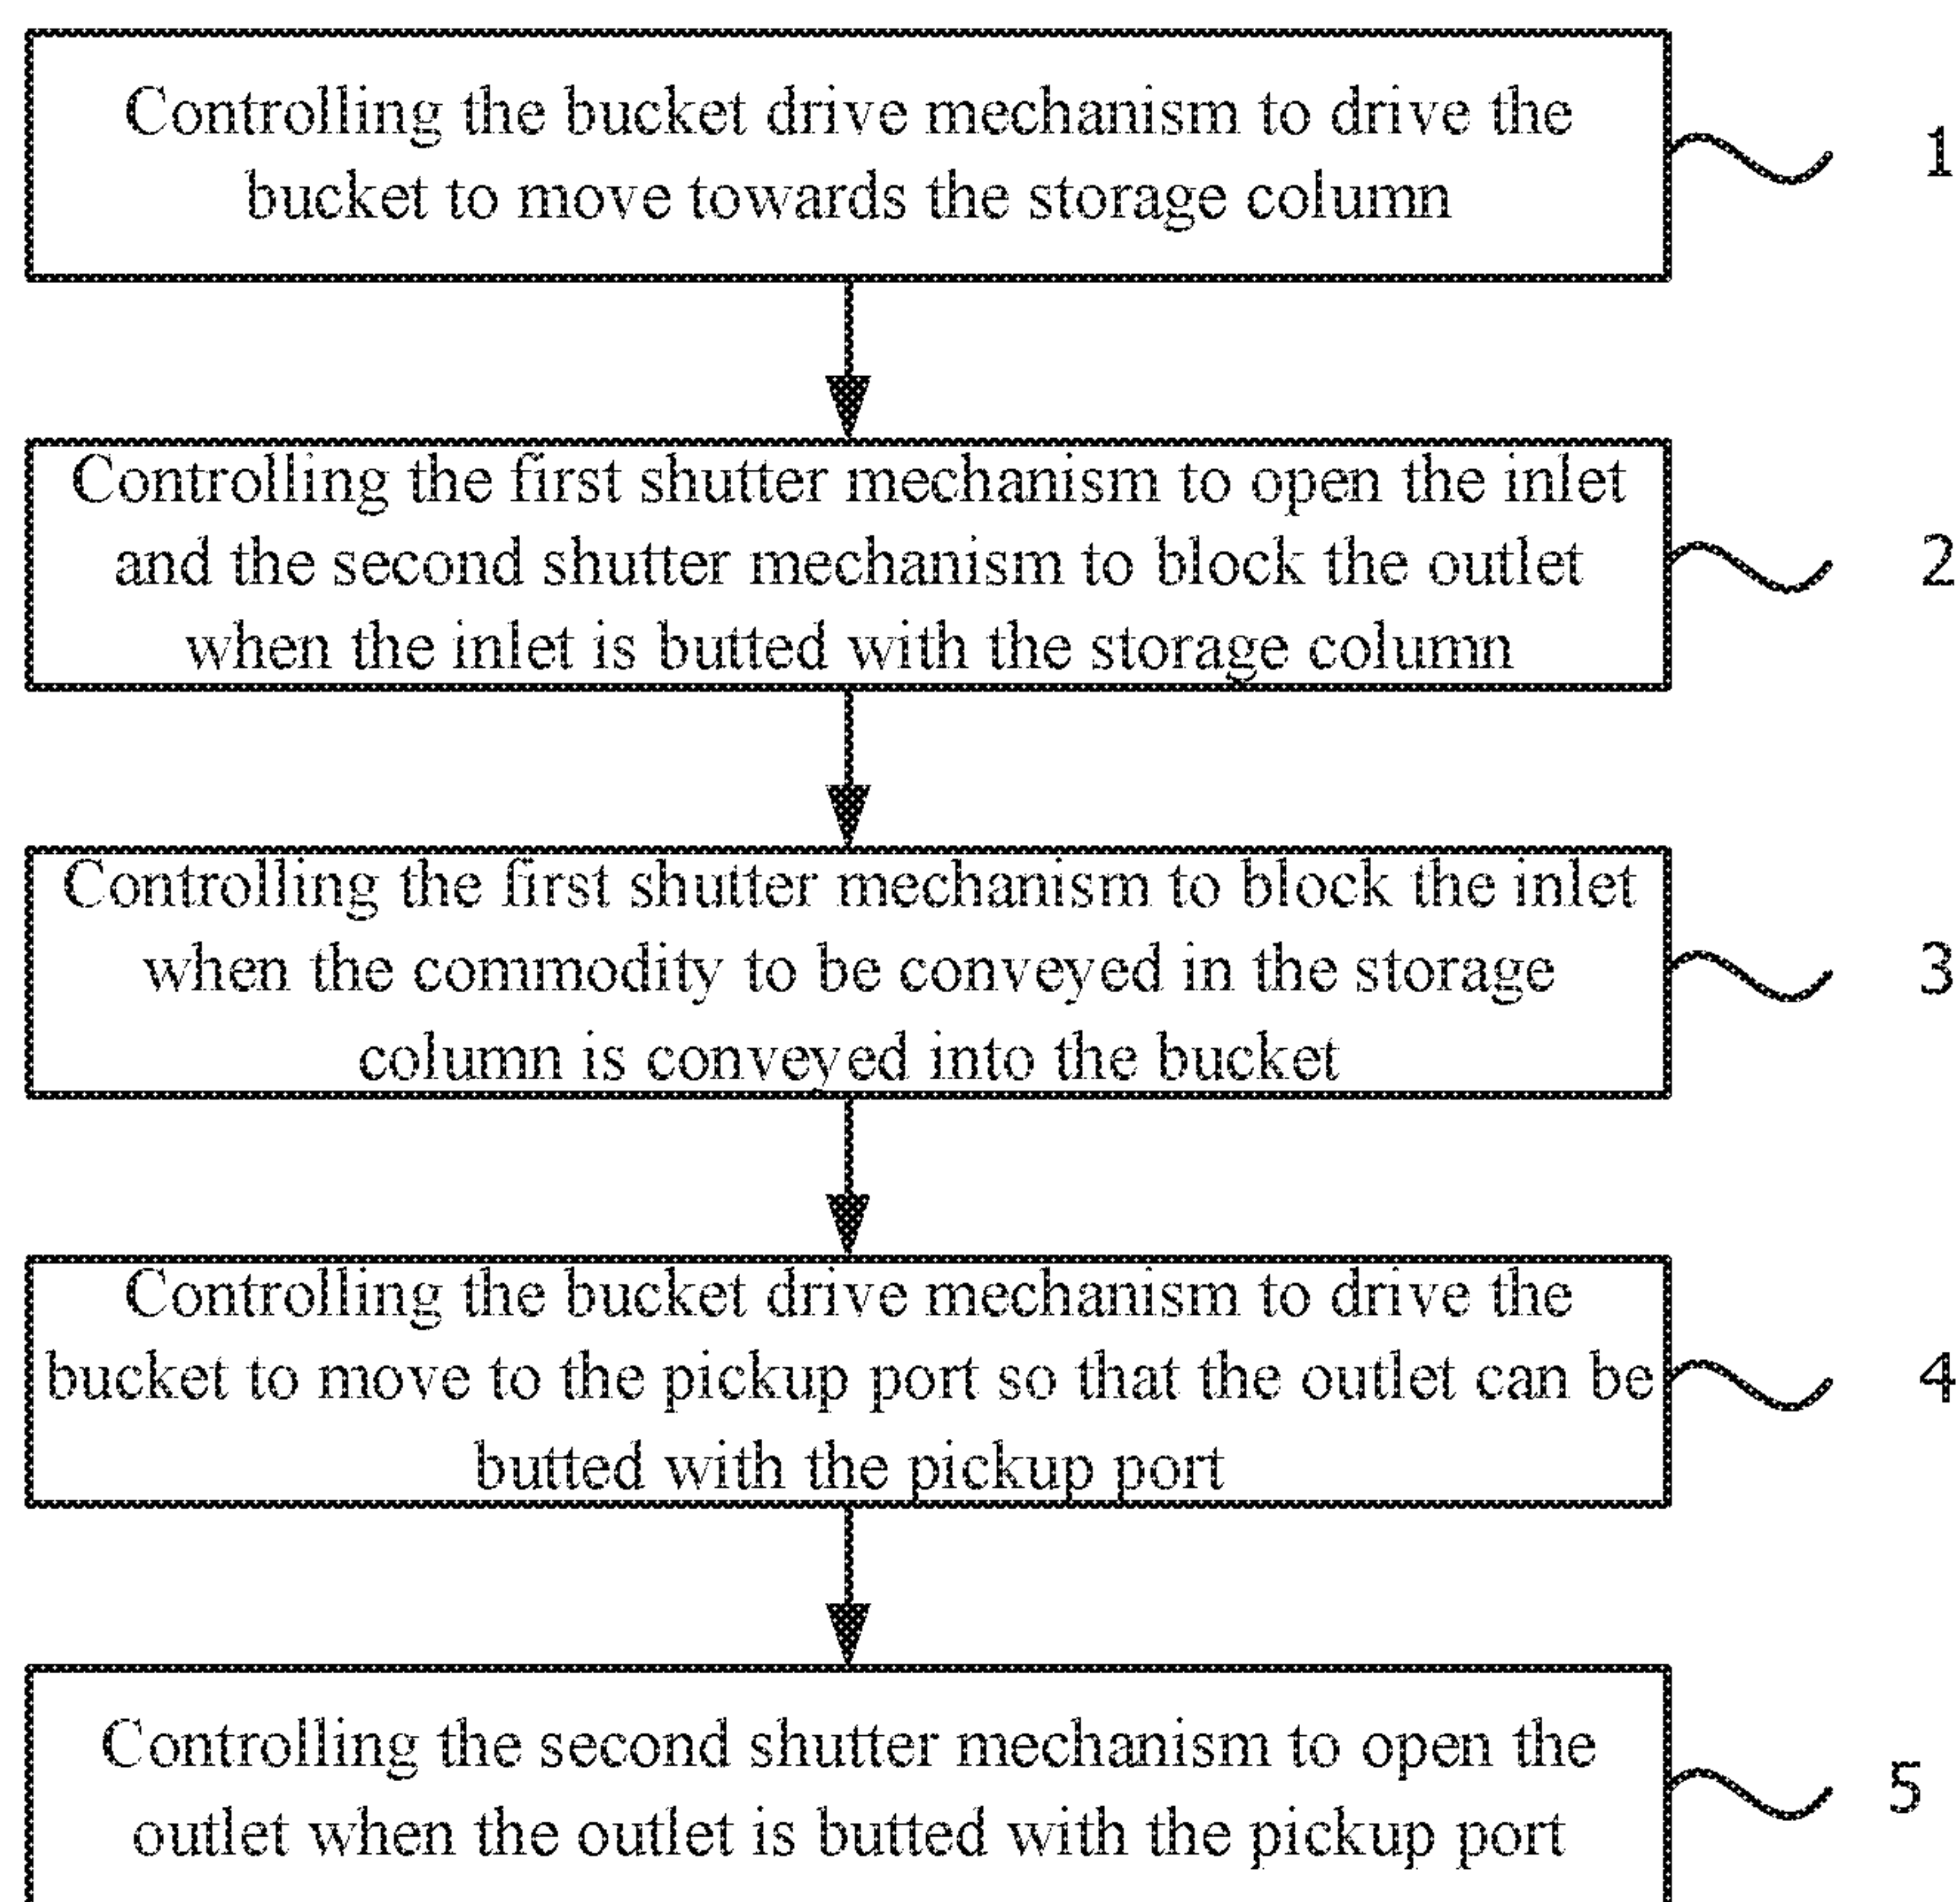 Controlling the bucket drive mechanism to drive the
bucket to move towards the storage column
1
Controlling the first shutter mechanism to open the inlet
and the second shutter mechanism to block the outlet
when the inlet is butted with the storage column
2
Controlling the first shutter mechanism to block the inlet
when the commodity to be conveyed in the storage
column is conveyed into the bucket
3
Controlling the bucket drive mechanism to drive the
bucket to move to the pickup port so that the outlet can be
butted with the pickup port
4
Controlling the second shutter mechanism to open the
outlet when the outlet is butted with the pickup port
5